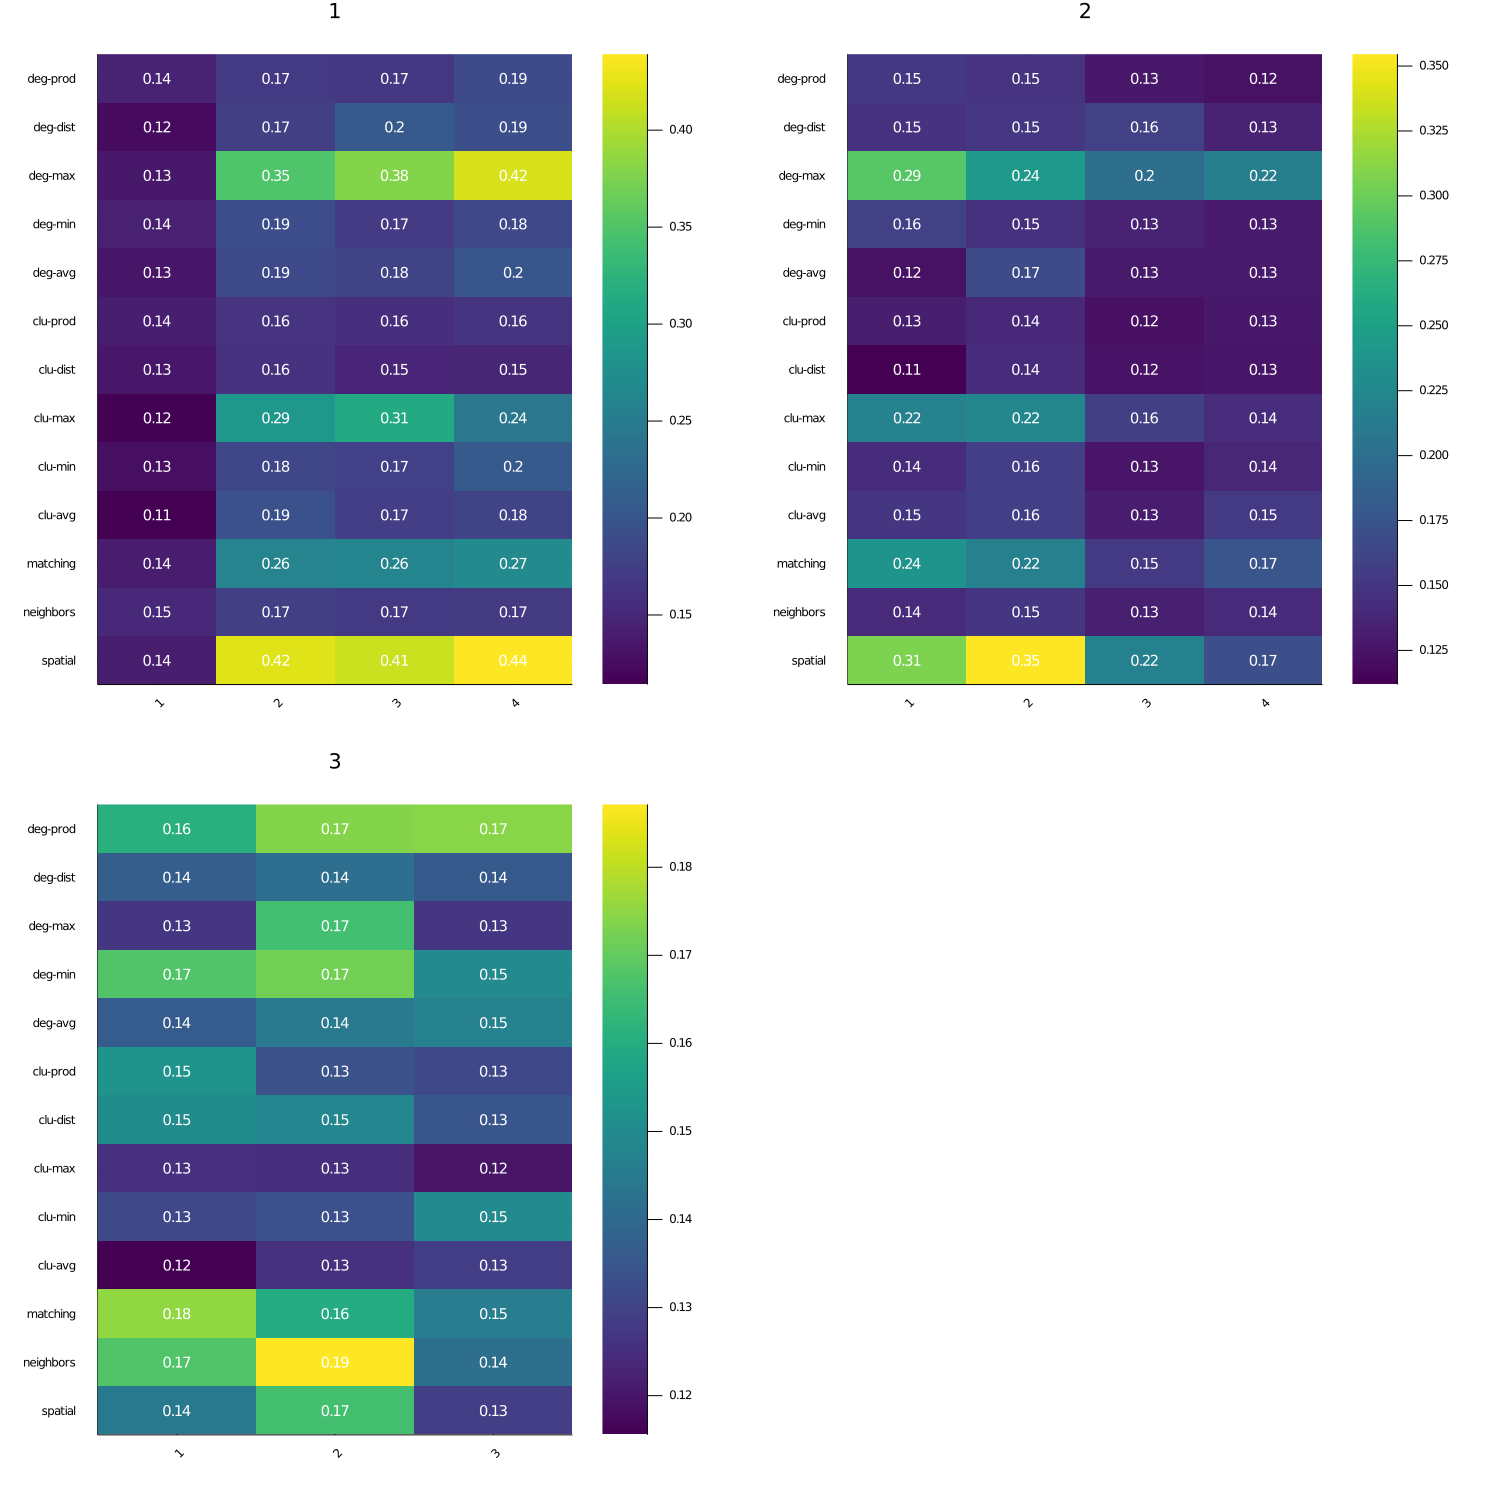 1
deg-prod 0.14 0.17 0.17 0.19
deg-dist 0.12 0.17 0.2 0.19
deg-max 0.13 0.35 0.38 0.42
deg-min 0.14 0.19 0.17 0.18
deg-avg 0.13 0.19 0.18 0.2
clu-prod 0.14 0.16 0.16 0.16
clu-dist 0.13 0.16 0.15 0.15
clu-max 0.12 0.29 0.31 0.24
clu-min 0.13 0.18 0.17 0.2
clu-avg 0.11 0.19 0.17 0.18
matching 0.14 0.26 0.26 0.27
neighbors 0.15 0.17 0.17 0.17
spatial 0.14 0.42 0.41 0.44
1 2 3 4
0.40
0.35
0.30
0.25
0.20
0.15
2
deg-prod 0.15 0.15 0.13 0.12
deg-dist 0.15 0.15 0.16 0.13
deg-max 0.29 0.24 0.2 0.22
deg-min 0.16 0.15 0.13 0.13
deg-avg 0.12 0.17 0.13 0.13
clu-prod 0.13 0.14 0.12 0.13
clu-dist 0.11 0.14 0.12 0.13
clu-max 0.22 0.22 0.16 0.14
clu-min 0.14 0.16 0.13 0.14
clu-avg 0.15 0.16 0.13 0.15
matching 0.24 0.22 0.15 0.17
neighbors 0.14 0.15 0.13 0.14
spatial 0.31 0.35 0.22 0.17
1 2 3 4
0.350
0.325
0.300
0.275
0.250
0.225
0.200
0.175
0.150
0.125
3
deg-prod 0.16 0.17 0.17
deg-dist 0.14 0.14 0.14
deg-max 0.13 0.17 0.13
deg-min 0.17 0.17 0.15
deg-avg 0.14 0.14 0.15
clu-prod 0.15 0.13 0.13
clu-dist 0.15 0.15 0.13
clu-max 0.13 0.13 0.12
clu-min 0.13 0.13 0.15
clu-avg 0.12 0.13 0.13
matching 0.18 0.16 0.15
neighbors 0.17 0.19 0.14
spatial 0.14 0.17 0.13
1 2 3
0.18
0.17
0.16
0.15
0.14
0.13
0.12